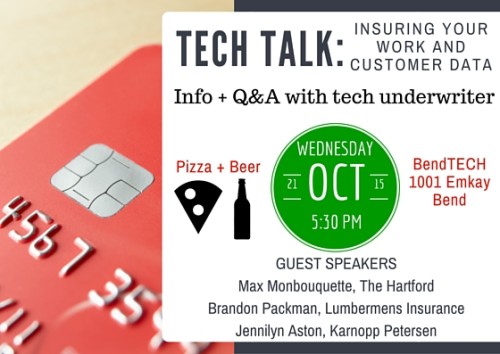 TECH TALK:
INSURING YOUR
WORK AND
CUSTOMER DATA
Info + Q&A with tech underwriter
Pizza + Beer
WEDNESDAY
21 OCT 15
5:30 PM
BendTECH
1001 Emkay
Bend
GUEST SPEAKERS
Max Monbouquette, The Hartford
Brandon Packman, Lumbermens Insurance
Jennilyn Aston, Karnopp Petersen
4567 354